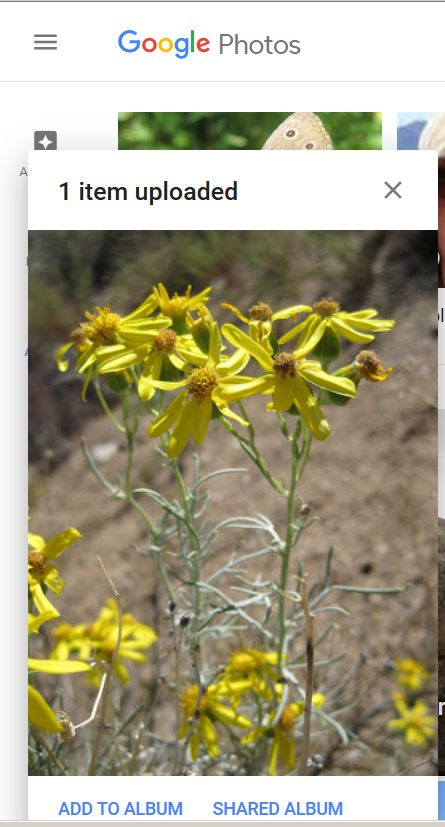 Google Photos
1 item uploaded
ADD TO ALBUM
SHARED ALBUM